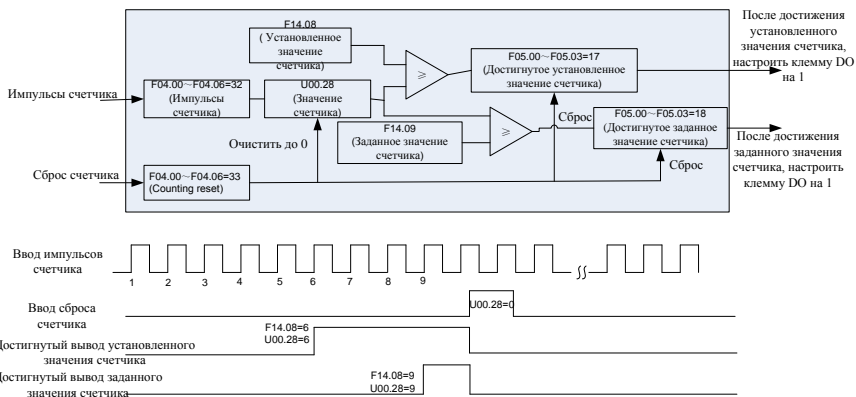 F14.08
( Установленное
значение
счетчика)
F04.00～F04.06=32
(Импульсы
счетчика)
U00.28
(Значение
счетчика)
⩾
F05.00～F05.03=17
(Достигнутое установленное
значение счетчика)
После достижения
установленного
значения счетчика,
настроить клемму DO
на 1
Импульсы счетчика
Очистить до 0
F14.09
(Заданное значение
счетчика)
⩾
Сброс
F05.00～F05.03=18
(Достигнутое заданное
значение счетчика)
Сброс
После достижения
заданного значения
счетчика, настроить
клемму DO на 1
Сброс счетчика
F04.00～F04.06=33
(Counting reset)
Ввод импульсов
счетчика
1 2 3 4 5 6 7 8 9
Ввод сброса
счетчика
U00.28=0
F14.08=6
U00.28=6
Достигнутый вывод установленного
значения счетчика
F14.08=9
U00.28=9
Достигнутый вывод заданного
значения счетчика